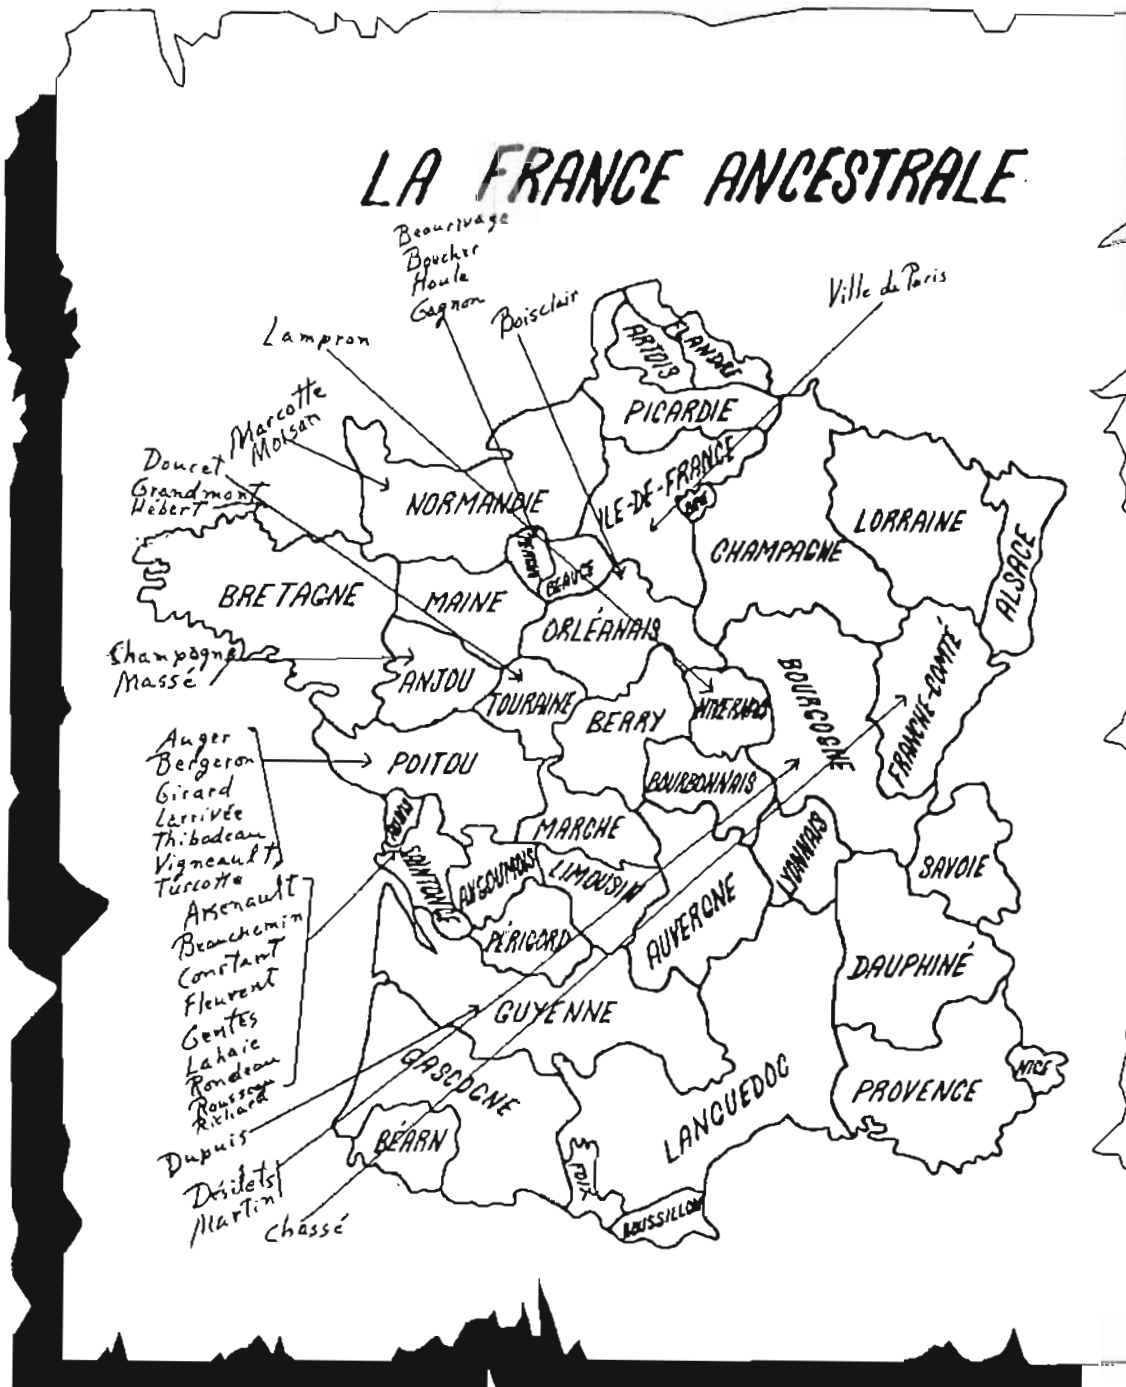 LA FRANCE ANCESTRALE
Beaurivage
Boucher
Houle
Gagnon
Boisclair
Ville de Paris
Lampron
Marcotte
Moisan
Doucet
Grandmont
Hébert
Champagne
Massé
Auger
Bergeron
Girard
Larrivée
Thibodeau
Vigneault
Turcotte
Arsenault
Beauchemin
Constant
Fleurent
Gentes
Lahaie
Rondeau
Rousseau
Richard
Dupuis
Désilets
Martin
Chassé
ARTOIS
FLANDRE
PICARDIE
NORMANDIE
ILE-DE-FRANCE
CHAMPAGNE
LORRAINE
ALSACE
BEAUCE
BRETAGNE
MAINE
ORLÉANAIS
ANJOU
TOURAINE
BERRY
NIVERNAIS
BOURGOGNE
FRANCHE-COMTÉ
POITOU
BOURBONNAIS
AUNIS
SAINTONGE
ANGOUMOIS
MARCHE
LIMOUSIN
LYONNAIS
SAVOIE
PÉRIGORD
AUVERGNE
DAUPHINÉ
GUYENNE
GASCOGNE
LANGUEDOC
PROVENCE
NICE
BÉARN
FOIX
ROUSSILLON